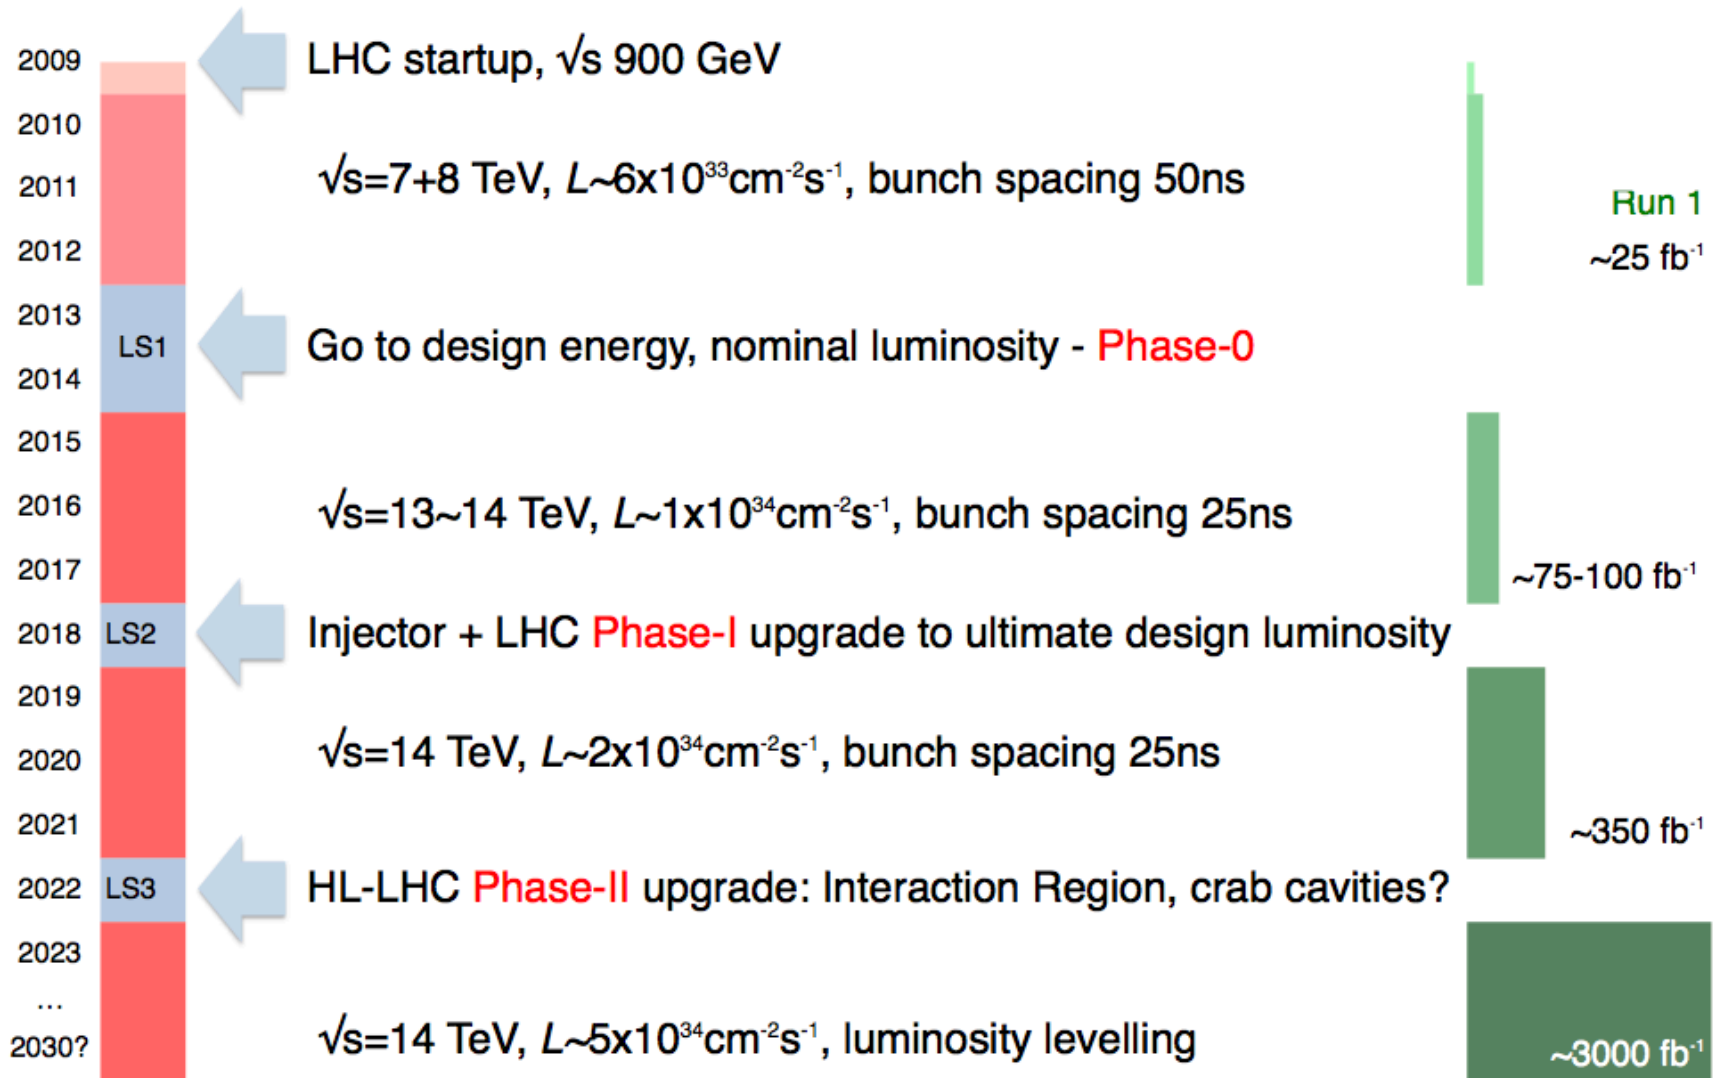 2009 LHC startup, √s 900 GeV
2010
√s=7+8 TeV, L~6x10³³cm⁻²s⁻¹, bunch spacing 50ns
2011
Run 1
2012 ~25 fb⁻¹
2013
LS1 Go to design energy, nominal luminosity - Phase-0
2014
2015
2016 √s=13~14 TeV, L~1x10³⁴cm⁻²s⁻¹, bunch spacing 25ns
2017 ~75-100 fb⁻¹
2018 LS2 Injector + LHC Phase-I upgrade to ultimate design luminosity
2019
2020 √s=14 TeV, L~2x10³⁴cm⁻²s⁻¹, bunch spacing 25ns
2021 ~350 fb⁻¹
2022 LS3 HL-LHC Phase-II upgrade: Interaction Region, crab cavities?
2023
...
2030? √s=14 TeV, L~5x10³⁴cm⁻²s⁻¹, luminosity levelling ~3000 fb⁻¹